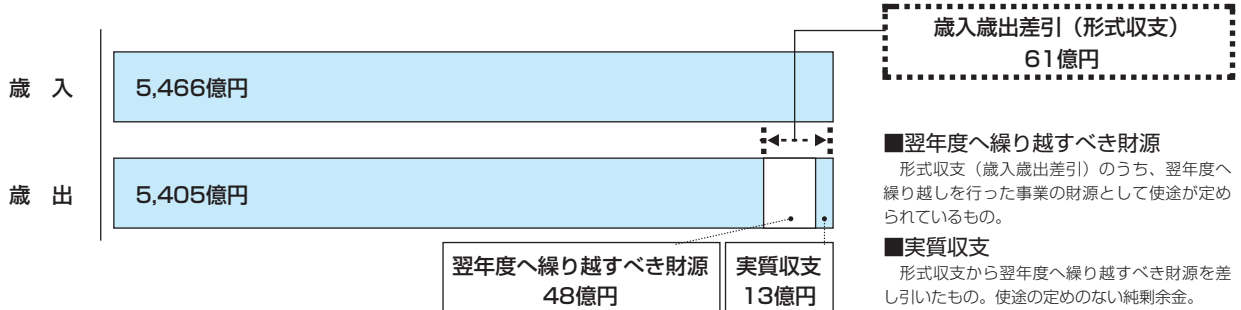 歳入歳出差引（形式収支）
61億円
歳　入
5,466億円
歳　出
5,405億円
翌年度へ繰り越すべき財源
48億円
実質収支
13億円
■翌年度へ繰り越すべき財源
　形式収支（歳入歳出差引）のうち、翌年度へ
繰り越しを行った事業の財源として使途が定め
られているもの。
■実質収支
　形式収支から翌年度へ繰り越すべき財源を差
し引いたもの。使途の定めのない純剰余金。